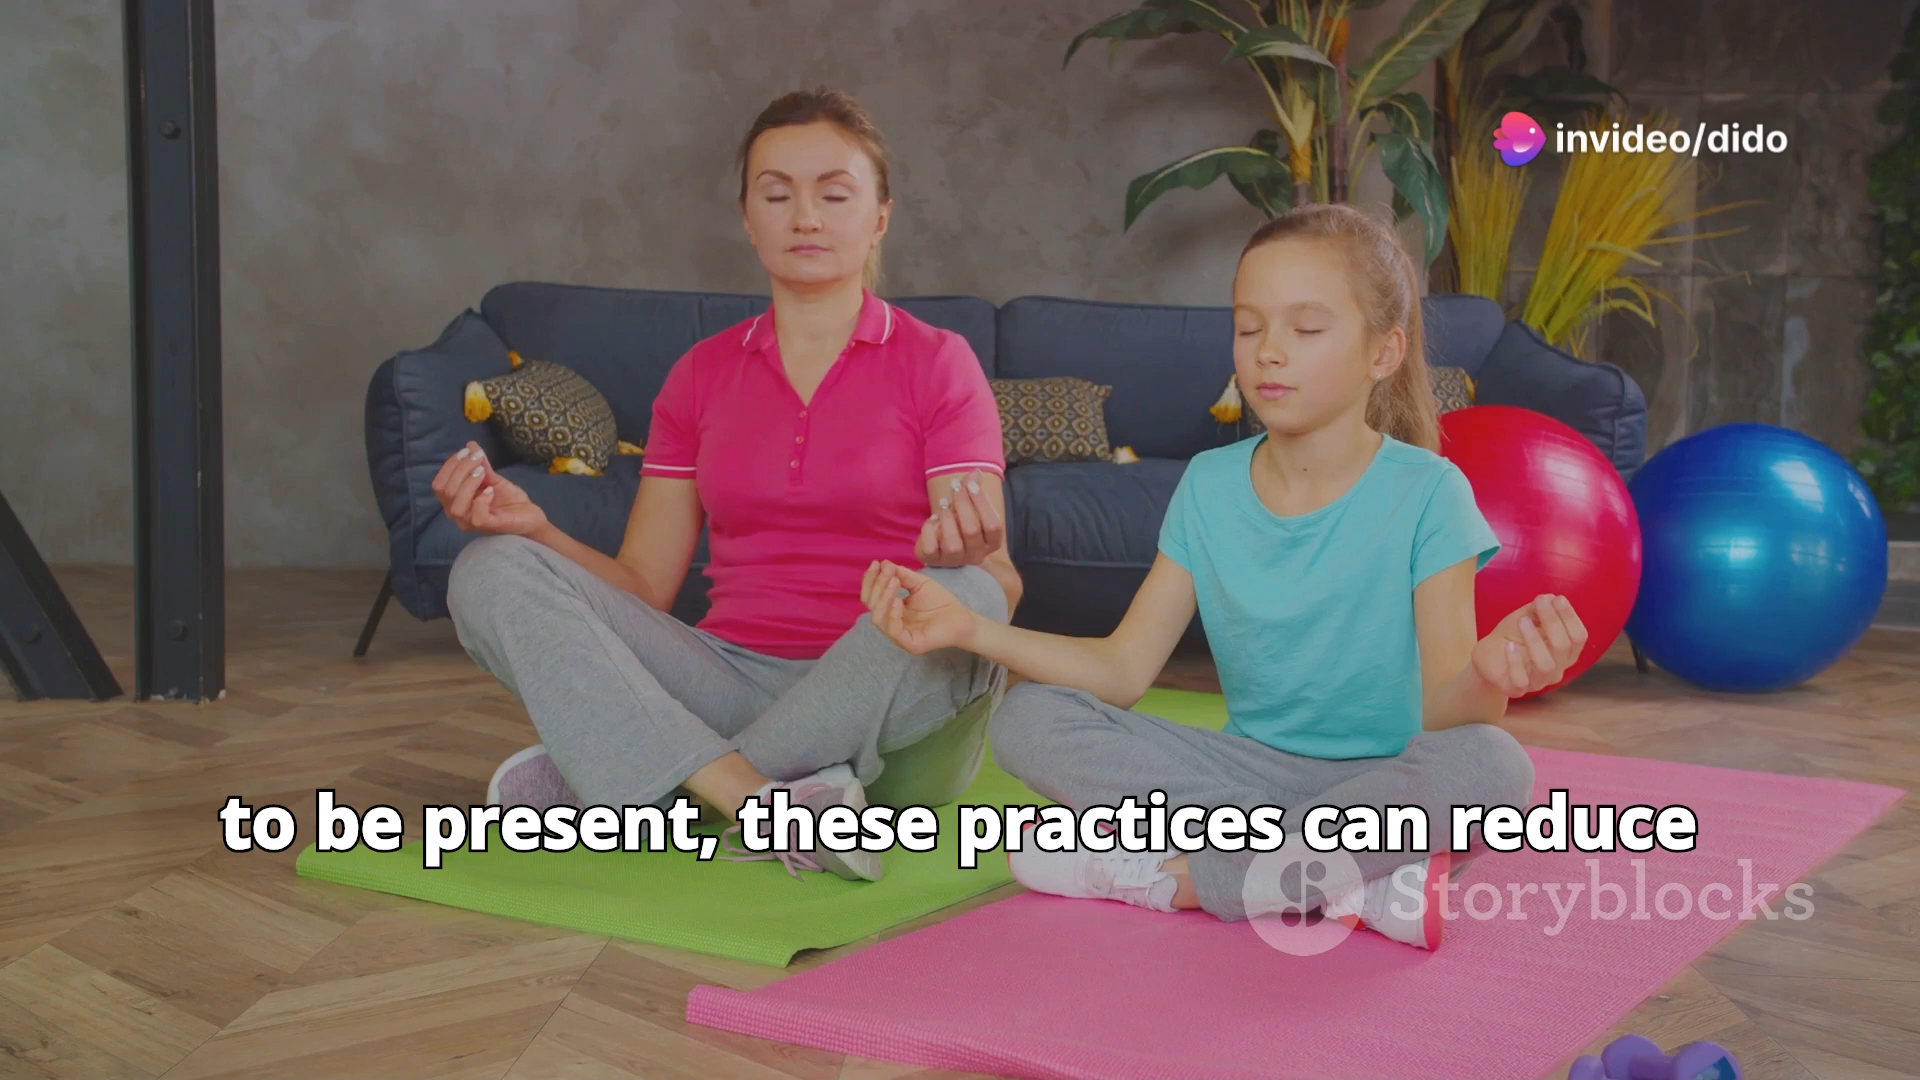 invideo/dido
to be present, these practices can reduce
Storyblocks